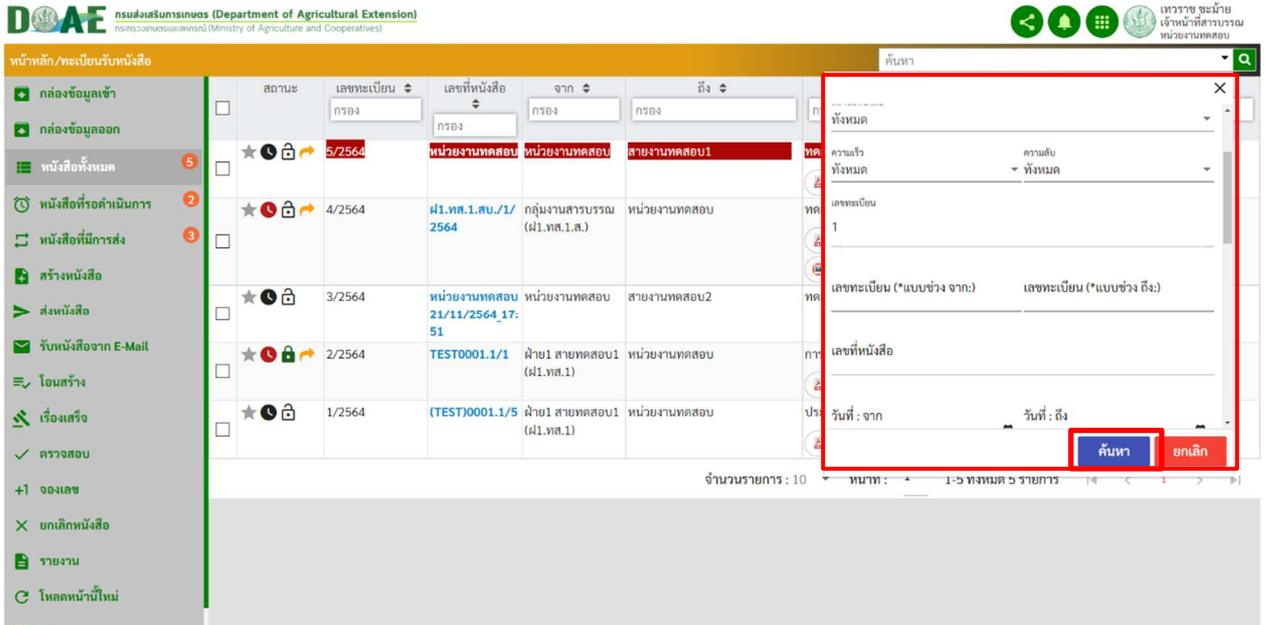 DOAE กรมส่งเสริมการเกษตร (Department of Agricultural Extension)
กระทรวงเกษตรและสหกรณ์ (Ministry of Agriculture and Cooperatives)
เทวราช ชะม้าย
เจ้าหน้าที่สารบรรณ
หน่วยงานทดสอบ
หน้าหลัก/ทะเบียนรับหนังสือ
ค้นหา
กล่องข้อมูลเข้า
กล่องข้อมูลออก
หนังสือทั้งหมด 5
หนังสือที่รอดำเนินการ 2
หนังสือที่มีการส่ง 3
สร้างหนังสือ
ส่งหนังสือ
รับหนังสือจาก E-Mail
โอนสร้าง
เรื่องเสร็จ
ตรวจสอบ
+1 จองเลข
ยกเลิกหนังสือ
รายงาน
โหลดหน้านี้ใหม่
สถานะ เลขทะเบียน เลขที่หนังสือ จาก ถึง
กรอง กรอง กรอง กรอง
5/2564 หน่วยงานทดสอบ หน่วยงานทดสอบ สายงานทดสอบ1
4/2564 ฝ1.ทส.1.สบ./1/ กลุ่มงานสารบรรณ หน่วยงานทดสอบ
2564 (ฝ1.ทส.1.ส.)
3/2564 หน่วยงานทดสอบ หน่วยงานทดสอบ สายงานทดสอบ2
21/11/2564_17:
51
2/2564 TEST0001.1/1 ฝ่าย1 สายทดสอบ1 หน่วยงานทดสอบ
(ฝ1.ทส.1)
1/2564 (TEST)0001.1/5 ฝ่าย1 สายทดสอบ1 หน่วยงานทดสอบ
(ฝ1.ทส.1)
ทั้งหมด
ความเร็ว ความลับ
ทั้งหมด ทั้งหมด
เลขทะเบียน
1
เลขทะเบียน (*แบบช่วง จาก:) เลขทะเบียน (*แบบช่วง ถึง:)
เลขที่หนังสือ
วันที่ : จาก วันที่ : ถึง
ค้นหา ยกเลิก
จำนวนรายการ : 10 หน้าที่ : 1-5 ทั้งหมด 5 รายการ 1